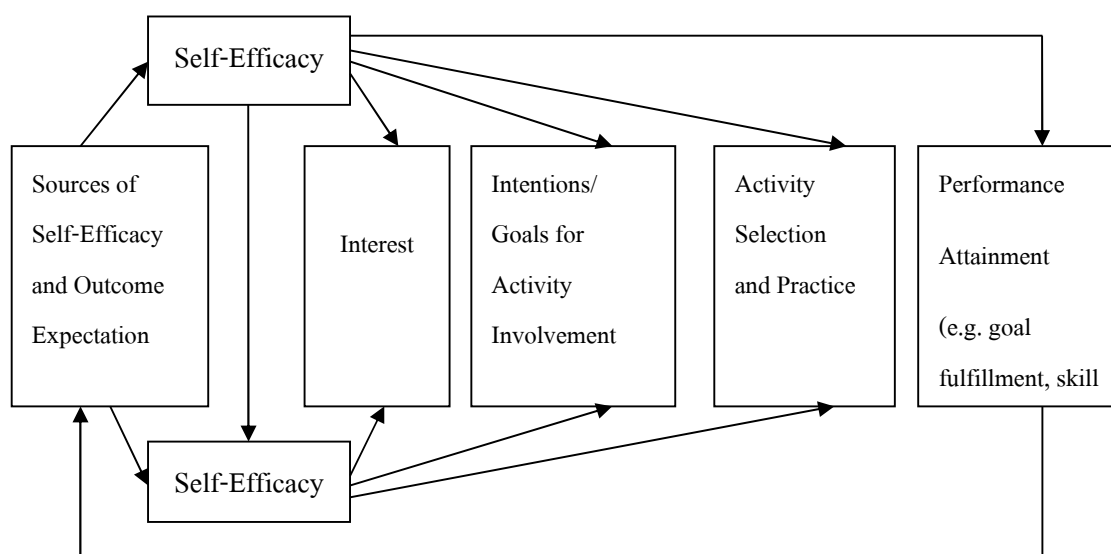 Self-Efficacy
Sources of
Self-Efficacy
and Outcome
Expectation
Interest
Intentions/
Goals for
Activity
Involvement
Activity
Selection
and Practice
Performance
Attainment
(e.g. goal
fulfillment, skill
Self-Efficacy